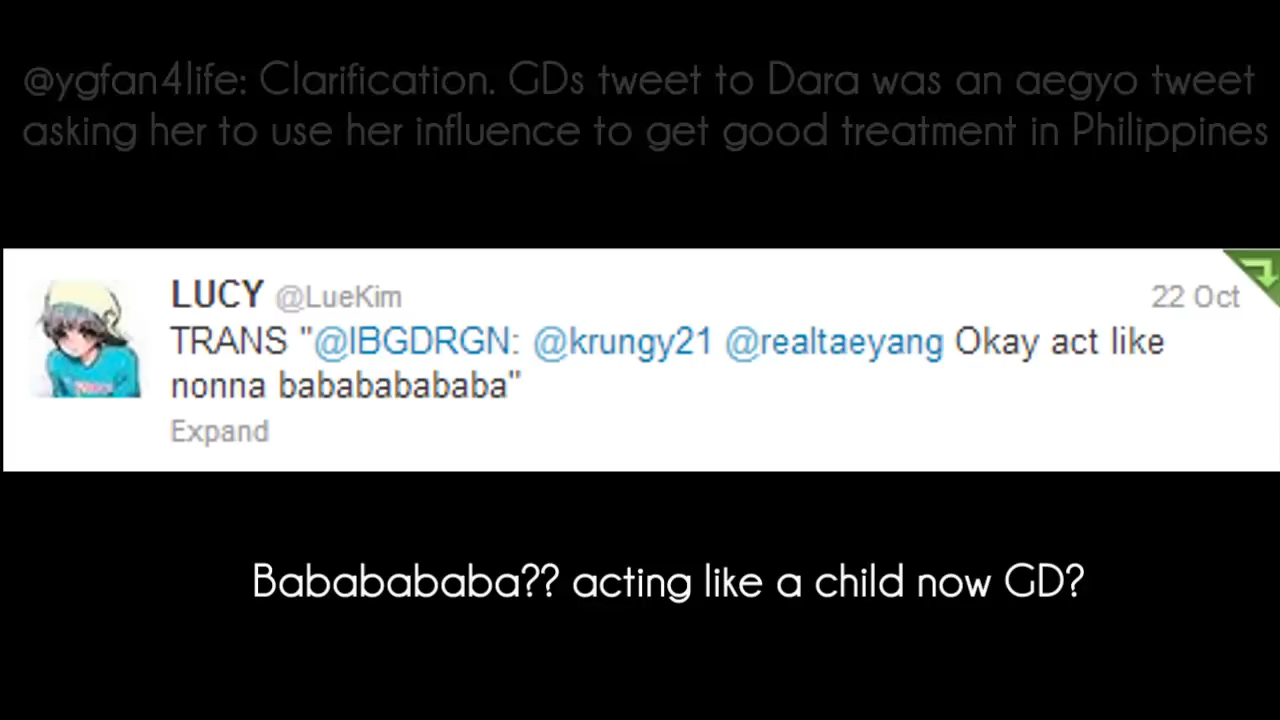 @ygfan4life: Clarification. GDs tweet to Dara was an aegyo tweet
asking her to use her influence to get good treatment in Philippines
LUCY @LueKim 22 Oct
TRANS "@IBGDRGN: @krungy21 @realtaeyang Okay act like
nonna babababababa"
Expand
Babababababa?? acting like a child now GD?